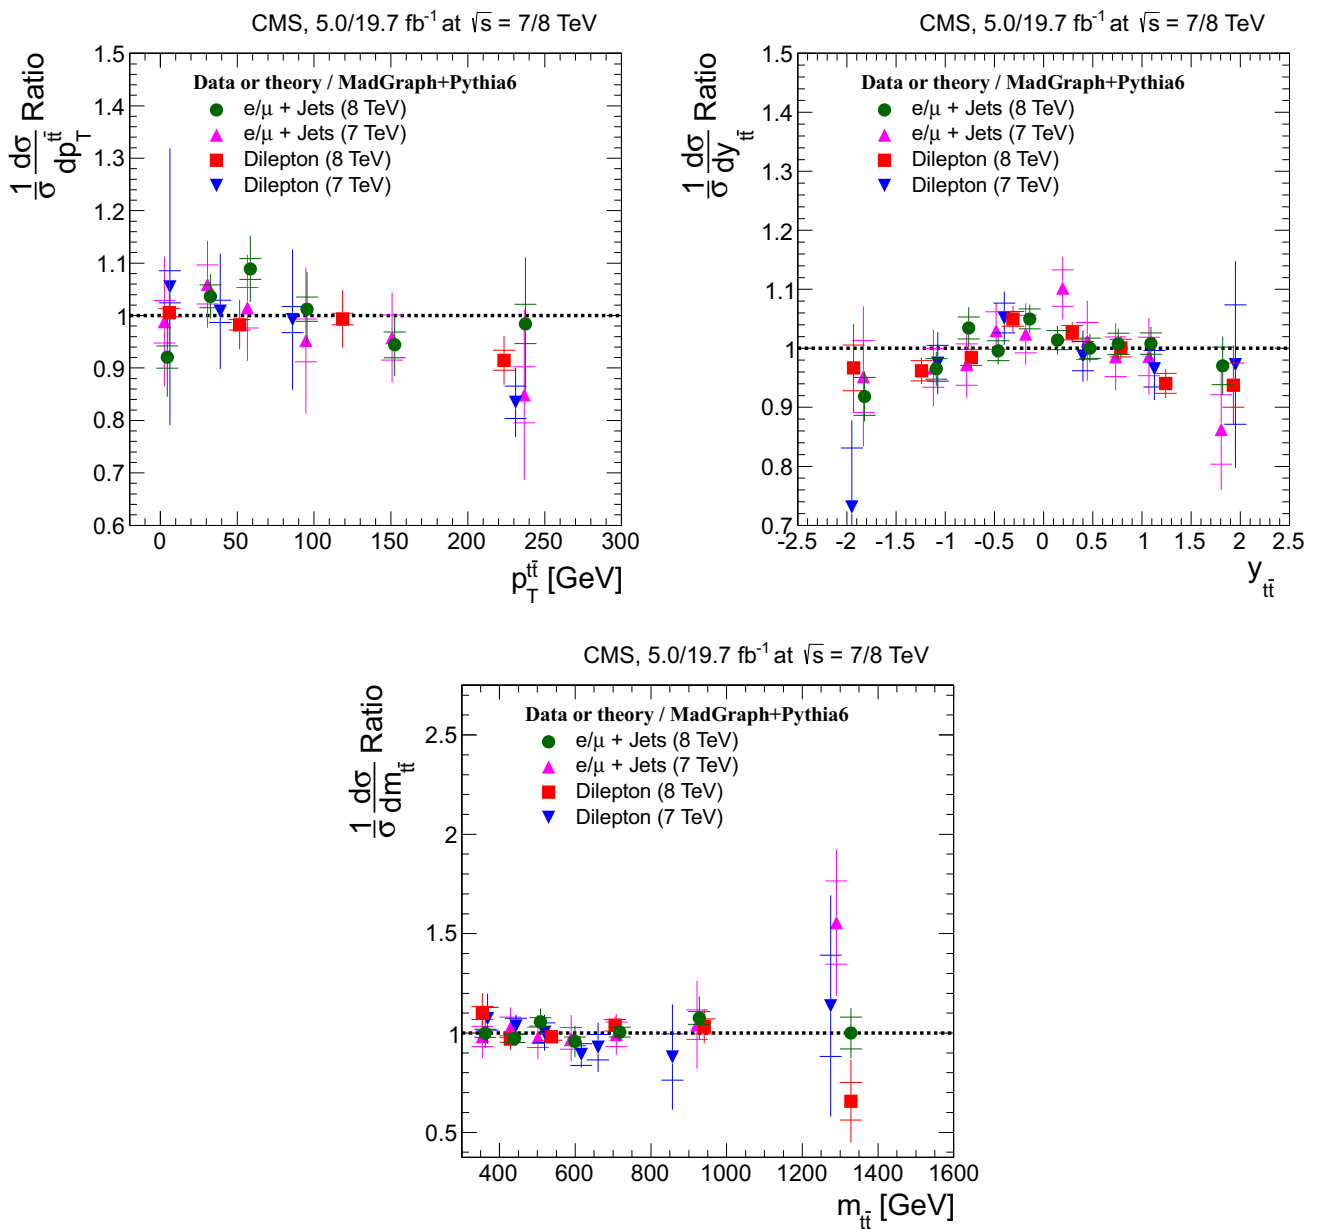 CMS, 5.0/19.7 fb⁻¹ at √s = 7/8 TeV
1/σ dσ/dp_T^{tt̄} Ratio
Data or theory / MadGraph+Pythia6
e/μ + Jets (8 TeV)
e/μ + Jets (7 TeV)
Dilepton (8 TeV)
Dilepton (7 TeV)
1.5
1.4
1.3
1.2
1.1
1
0.9
0.8
0.7
0.6
0 50 100 150 200 250 300
p_T^{tt̄} [GeV]
CMS, 5.0/19.7 fb⁻¹ at √s = 7/8 TeV
1/σ dσ/dy_{tt̄} Ratio
Data or theory / MadGraph+Pythia6
e/μ + Jets (8 TeV)
e/μ + Jets (7 TeV)
Dilepton (8 TeV)
Dilepton (7 TeV)
1.5
1.4
1.3
1.2
1.1
1
0.9
0.8
0.7
-2.5 -2 -1.5 -1 -0.5 0 0.5 1 1.5 2 2.5
y_{tt̄}
CMS, 5.0/19.7 fb⁻¹ at √s = 7/8 TeV
1/σ dσ/dm_{tt̄} Ratio
Data or theory / MadGraph+Pythia6
e/μ + Jets (8 TeV)
e/μ + Jets (7 TeV)
Dilepton (8 TeV)
Dilepton (7 TeV)
2.5
2
1.5
1
0.5
400 600 800 1000 1200 1400 1600
m_{tt̄} [GeV]